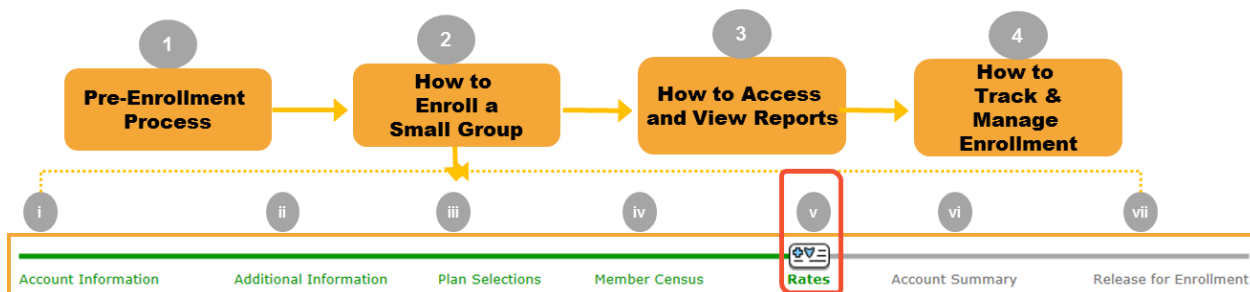 1
2
3
4
Pre-Enrollment
Process
How to
Enroll a
Small Group
How to Access
and View Reports
How to
Track &
Manage
Enrollment
i
ii
iii
iv
v
vi
vii
Account Information
Additional Information
Plan Selections
Member Census
Rates
Account Summary
Release for Enrollment